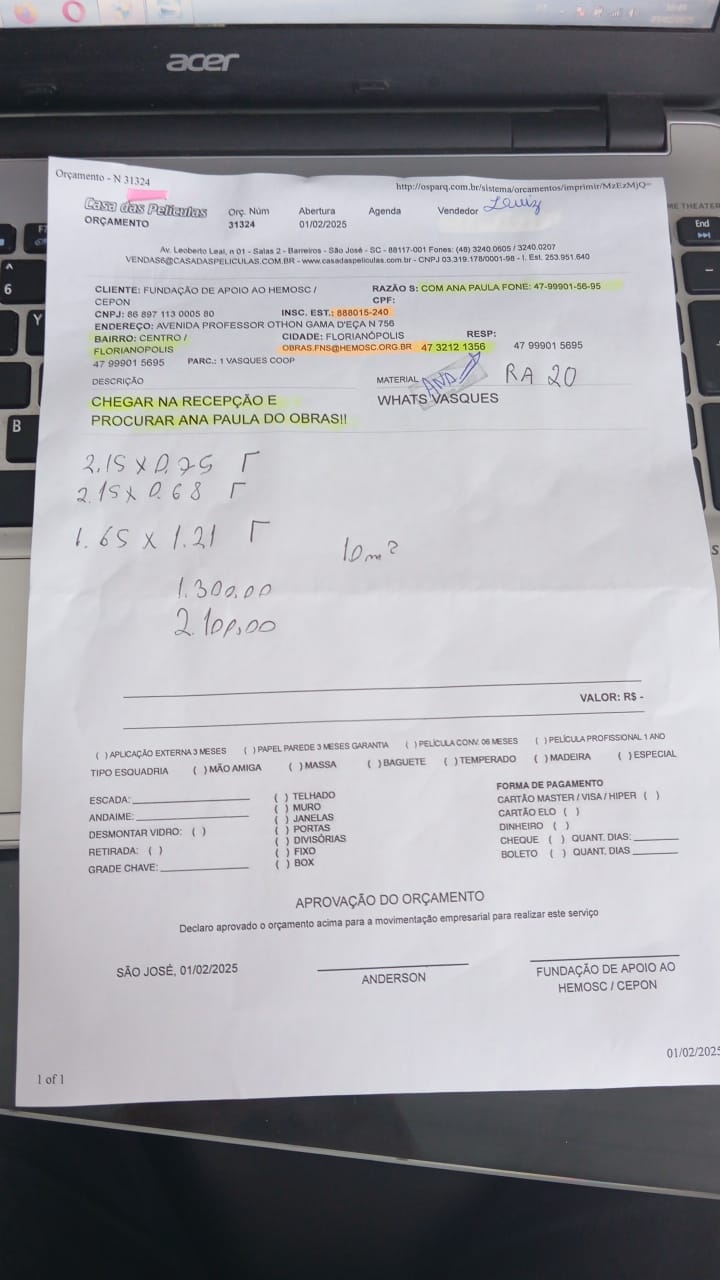 acer
Orçamento - N 31324
http://osparq.com.br/sistema/orcamentos/imprimir/MzEzMjQ=
Casa das Películas
ORÇAMENTO
Orç. Núm
31324
Abertura
01/02/2025
Agenda
Vendedor Luiz
Av. Leoberto Leal, n 01 - Salas 2 - Barreiros - São José - SC - 88117-001 Fones: (48) 3240.0605 / 3240.0207
VENDAS6@CASADASPELICULAS.COM.BR - www.casadaspeliculas.com.br - CNPJ 03.319.178/0001-98 - I. Est. 253.951.640
CLIENTE: FUNDAÇÃO DE APOIO AO HEMOSC /
CEPON
RAZÃO S: COM ANA PAULA FONE: 47-99901-56-95
CPF:
CNPJ: 86 897 113 0005 80
INSC. EST.: 888015-240
ENDEREÇO: AVENIDA PROFESSOR OTHON GAMA D'EÇA N 756
BAIRRO: CENTRO /
FLORIANÓPOLIS
CIDADE: FLORIANÓPOLIS
RESP:
OBRAS.FNS@HEMOSC.ORG.BR 47 3212 1356
47 99901 5695
47 99901 5695
PARC.: 1 VASQUES COOP
DESCRIÇÃO
MATERIAL
AND
RA 20
CHEGAR NA RECEPÇÃO E
PROCURAR ANA PAULA DO OBRAS!!
WHATS VASQUES
2.15 x 0.75
2.15 x 0.68
1.65 x 1.21
10m²
1.300,00
2.100,00
VALOR: R$ -
( ) APLICAÇÃO EXTERNA 3 MESES ( ) PAPEL PAREDE 3 MESES GARANTIA ( ) PELÍCULA CONV. 06 MESES ( ) PELÍCULA PROFISSIONAL 1 ANO
TIPO ESQUADRIA ( ) MÃO AMIGA ( ) MASSA ( ) BAGUETE ( ) TEMPERADO ( ) MADEIRA ( ) ESPECIAL
ESCADA:
ANDAIME:
DESMONTAR VIDRO: ( )
RETIRADA: ( )
GRADE CHAVE:
( ) TELHADO
( ) MURO
( ) JANELAS
( ) PORTAS
( ) DIVISÓRIAS
( ) FIXO
( ) BOX
FORMA DE PAGAMENTO
CARTÃO MASTER / VISA / HIPER ( )
CARTÃO ELO ( )
DINHEIRO ( )
CHEQUE ( ) QUANT. DIAS:
BOLETO ( ) QUANT. DIAS
APROVAÇÃO DO ORÇAMENTO
Declaro aprovado o orçamento acima para a movimentação empresarial para realizar este serviço
SÃO JOSÉ, 01/02/2025
ANDERSON
FUNDAÇÃO DE APOIO AO
HEMOSC / CEPON
01/02/2025
1 of 1
End
6
Y
B